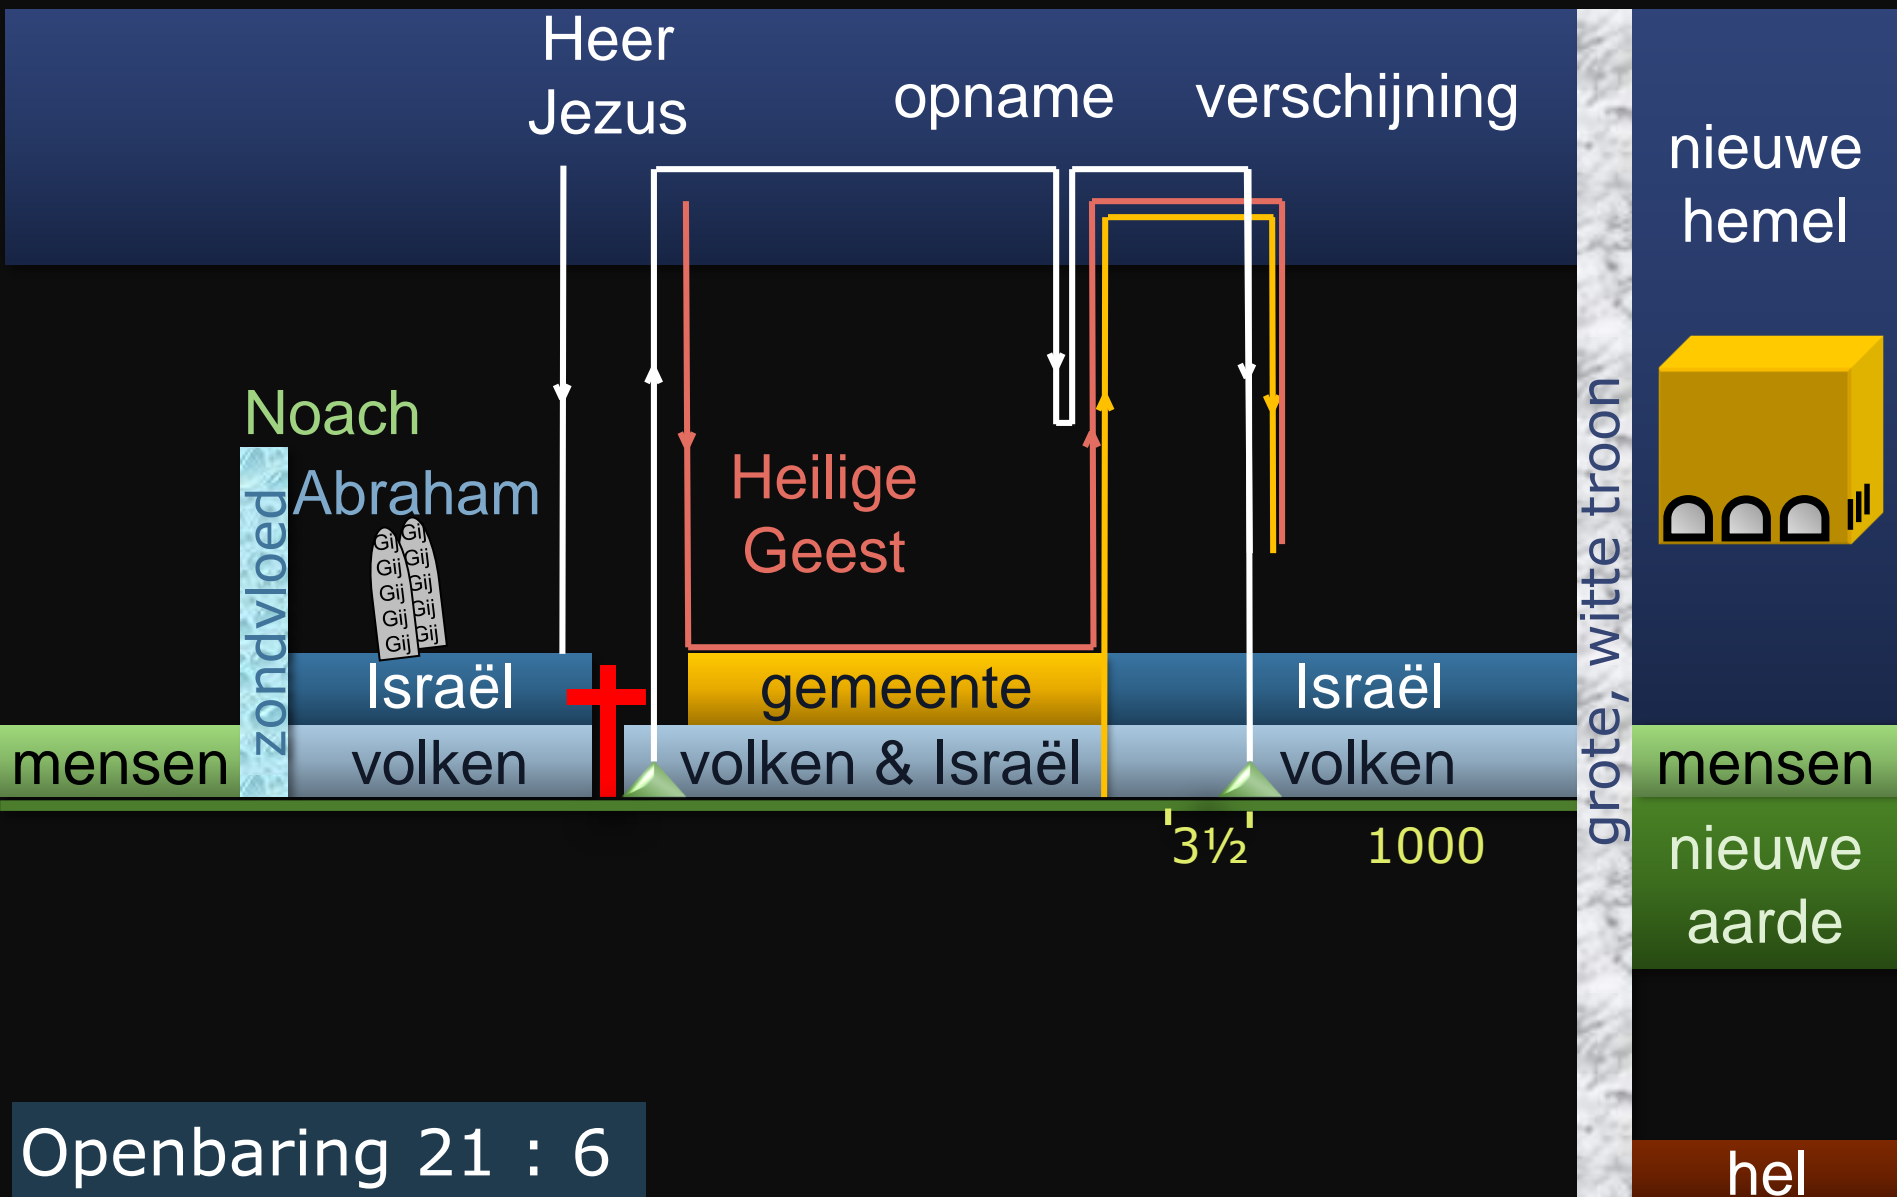 Heer
Jezus
opname
verschijning
nieuwe
hemel
Noach
Abraham
zondvloed
Gij Gij
Gij Gij
Gij Gij
Gij Gij
Gij Gij
Heilige
Geest
grote, witte troon
Israël
gemeente
Israël
mensen
volken
volken & Israël
volken
mensen
3½
1000
nieuwe
aarde
Openbaring 21 : 6
hel